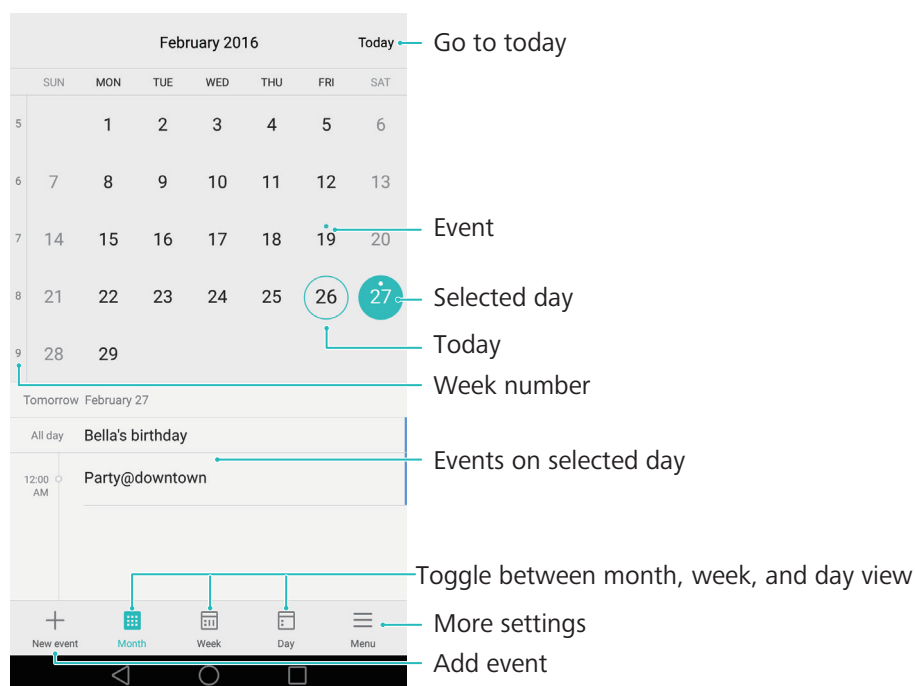 February 2016 Today Go to today
SUN MON TUE WED THU FRI SAT
5 1 2 3 4 5 6
6 7 8 9 10 11 12 13
Event
7 14 15 16 17 18 19 20
8 21 22 23 24 25 26 27 Selected day
Today
9 28 29
Week number
Tomorrow February 27
All day Bella's birthday
Events on selected day
12:00 AM Party@downtown
Toggle between month, week, and day view
More settings
New event Month Week Day Menu
Add event